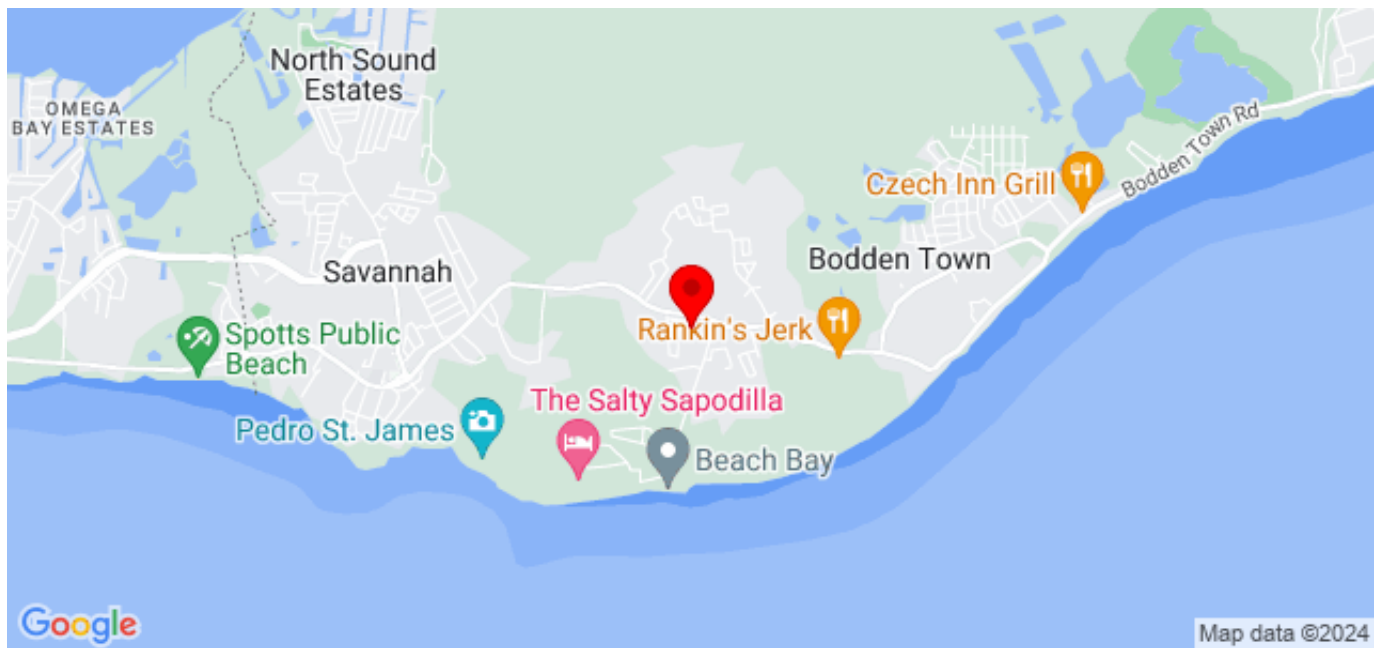 North Sound
Estates
OMEGA
BAY ESTATES
Bodden Town Rd
Czech Inn Grill
Bodden Town
Savannah
Spotts Public
Beach
Rankin's Jerk
The Salty Sapodilla
Pedro St. James
Beach Bay
Google
Map data ©2024